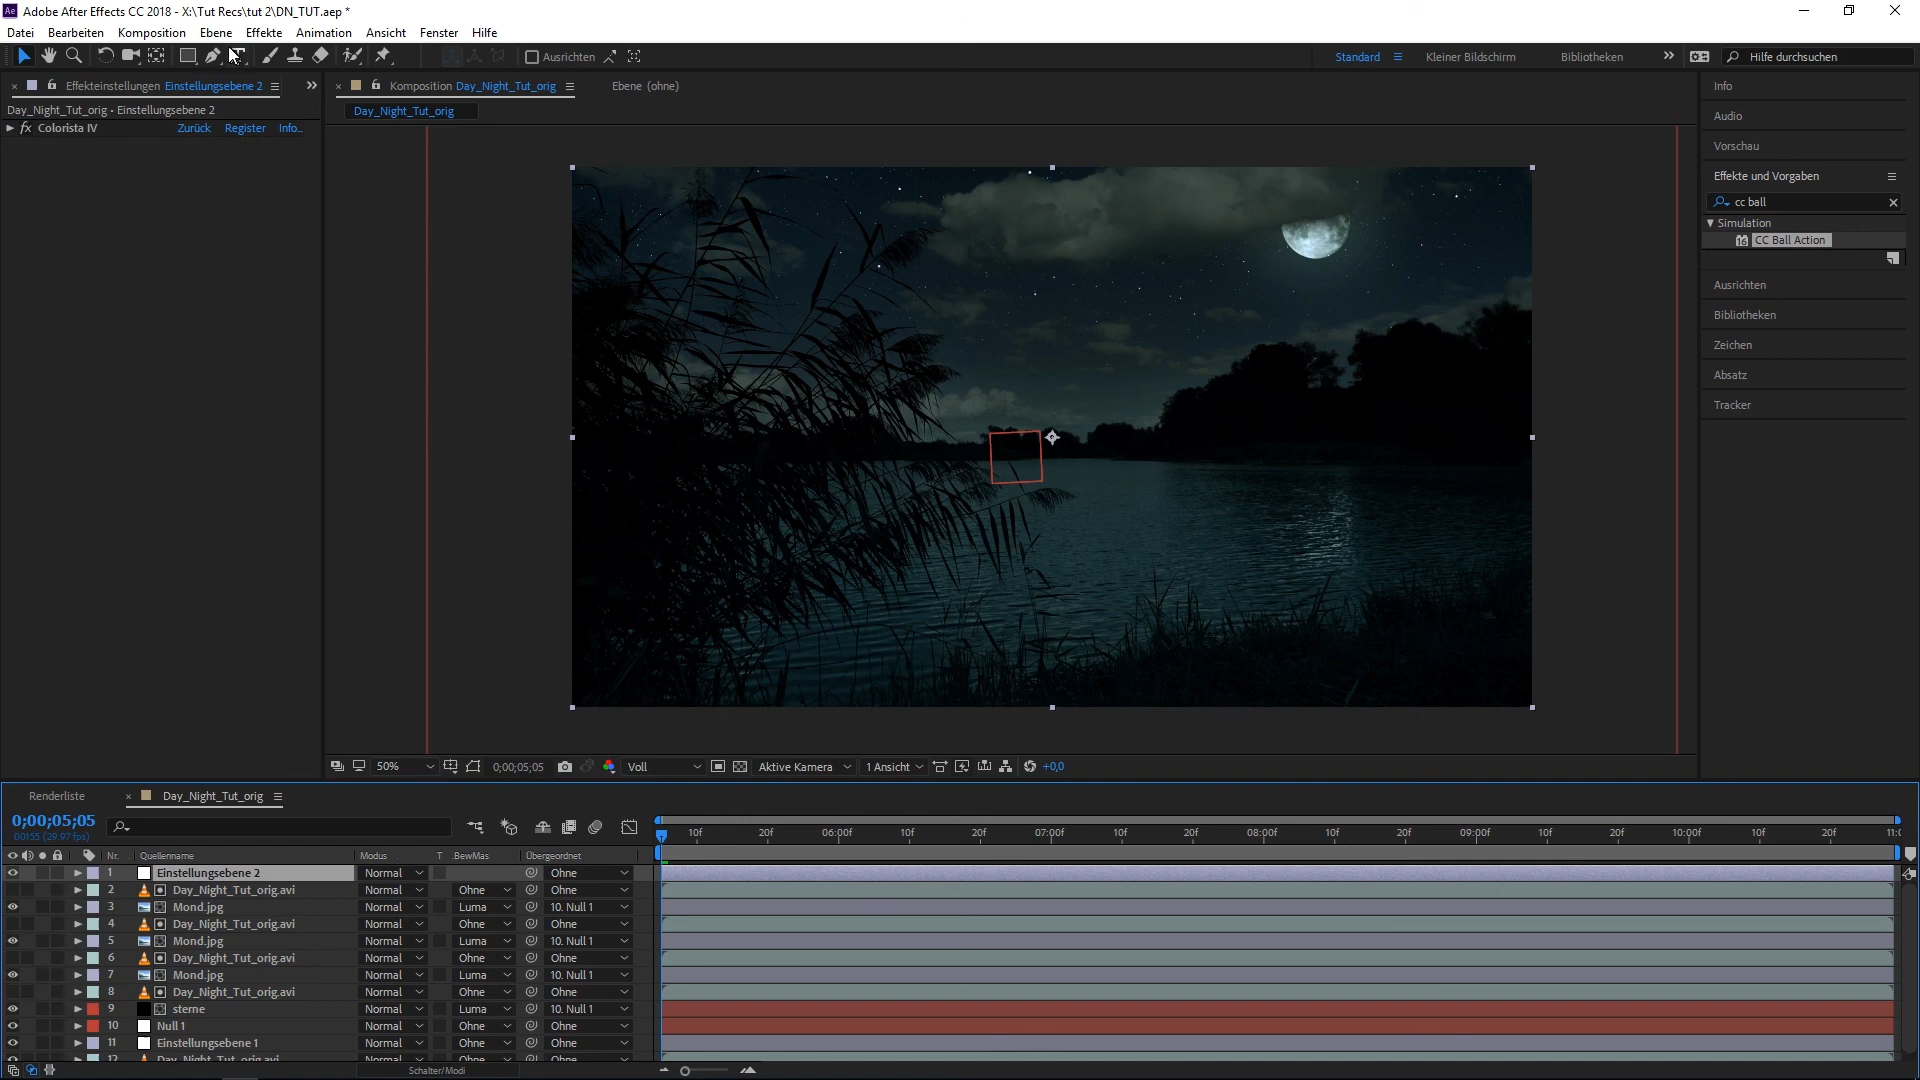 Ae Adobe After Effects CC 2018 - X:\Tut Recs\tut 2\DN_TUT.aep *
Datei Bearbeiten Komposition Ebene Effekte Animation Ansicht Fenster Hilfe
Ausrichten Standard Kleiner Bildschirm Bibliotheken Hilfe durchsuchen
Effekteinstellungen Einstellungsebene 2 Komposition Day_Night_Tut_orig Ebene (ohne) Info
Day_Night_Tut_orig • Einstellungsebene 2 Day_Night_Tut_orig
fx Colorista IV Zurück Register Info...
Audio
Vorschau
Effekte und Vorgaben
cc ball
Simulation
16 CC Ball Action
Ausrichten
Bibliotheken
Zeichen
Absatz
Tracker
50% 0;00;05;05 Voll Aktive Kamera 1 Ansicht +0,0
Renderliste Day_Night_Tut_orig
0;00;05;05
00155 (29.97 fps)
10f 20f 06:00f 10f 20f 07:00f 10f 20f 08:00f 10f 20f 09:00f 10f 20f 10:00f 10f 20f 11:0
Nr. Quellenname Modus T .BewMas Übergeordnet
1 Einstellungsebene 2 Normal Ohne
2 Day_Night_Tut_orig.avi Normal Ohne Ohne
3 Mond.jpg Normal Luma 10. Null 1
4 Day_Night_Tut_orig.avi Normal Ohne Ohne
5 Mond.jpg Normal Luma 10. Null 1
6 Day_Night_Tut_orig.avi Normal Ohne Ohne
7 Mond.jpg Normal Luma 10. Null 1
8 Day_Night_Tut_orig.avi Normal Ohne Ohne
9 sterne Normal Luma 10. Null 1
10 Null 1 Normal Ohne Ohne
11 Einstellungsebene 1 Normal Ohne Ohne
12 Day_Night_Tut_orig.avi Normal Ohne Ohne
Schalter/Modi